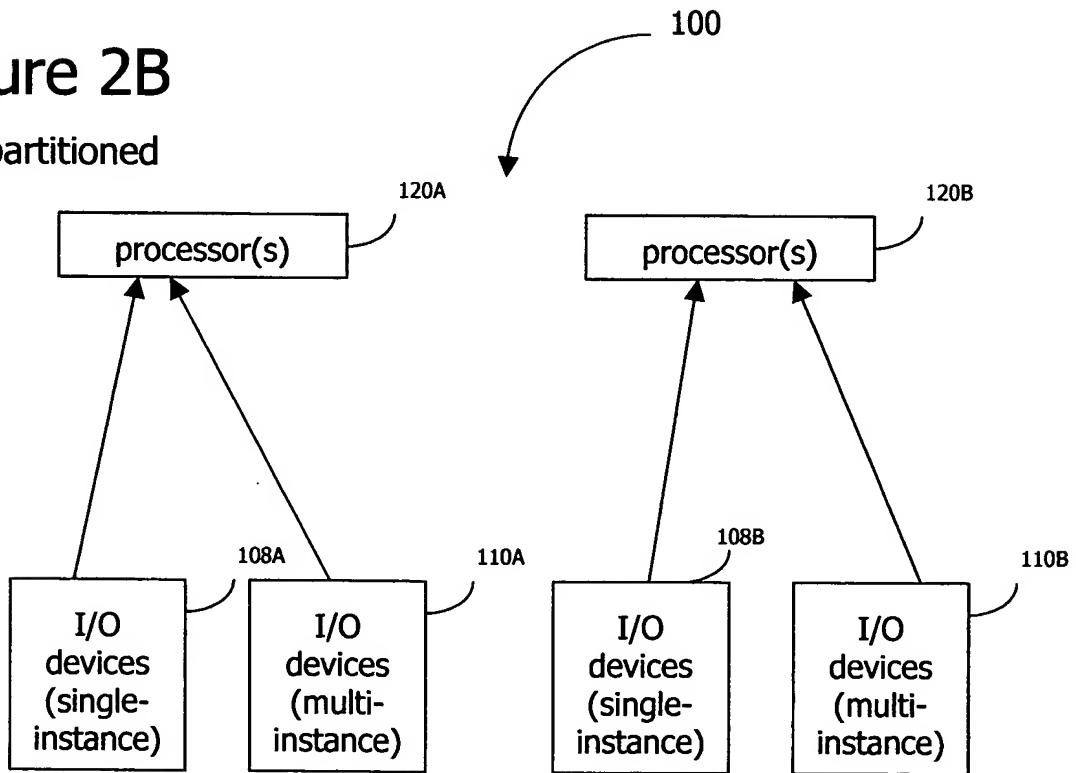 100
ure 2B
partitioned
120A
120B
processor(s)
processor(s)
108A
110A
108B
110B
I/O
devices
(single-
instance)
I/O
devices
(multi-
instance)
I/O
devices
(single-
instance)
I/O
devices
(multi-
instance)